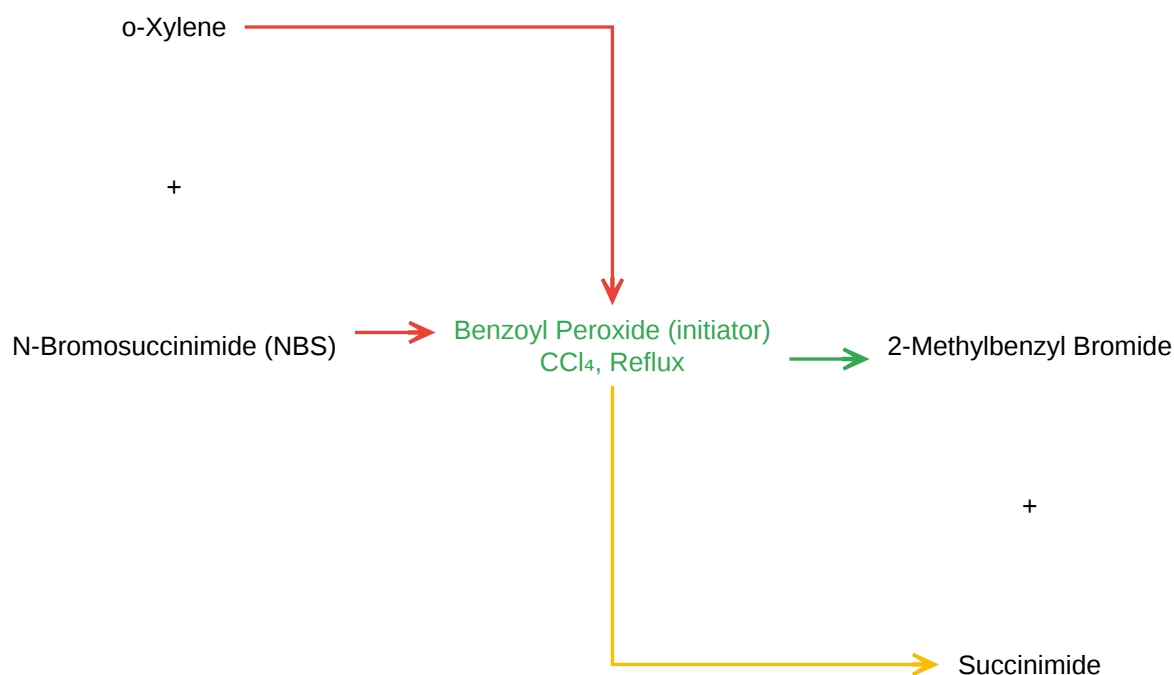 o-Xylene
+
N-Bromosuccinimide (NBS)
Benzoyl Peroxide (initiator)
CCl₄, Reflux
2-Methylbenzyl Bromide
+
Succinimide